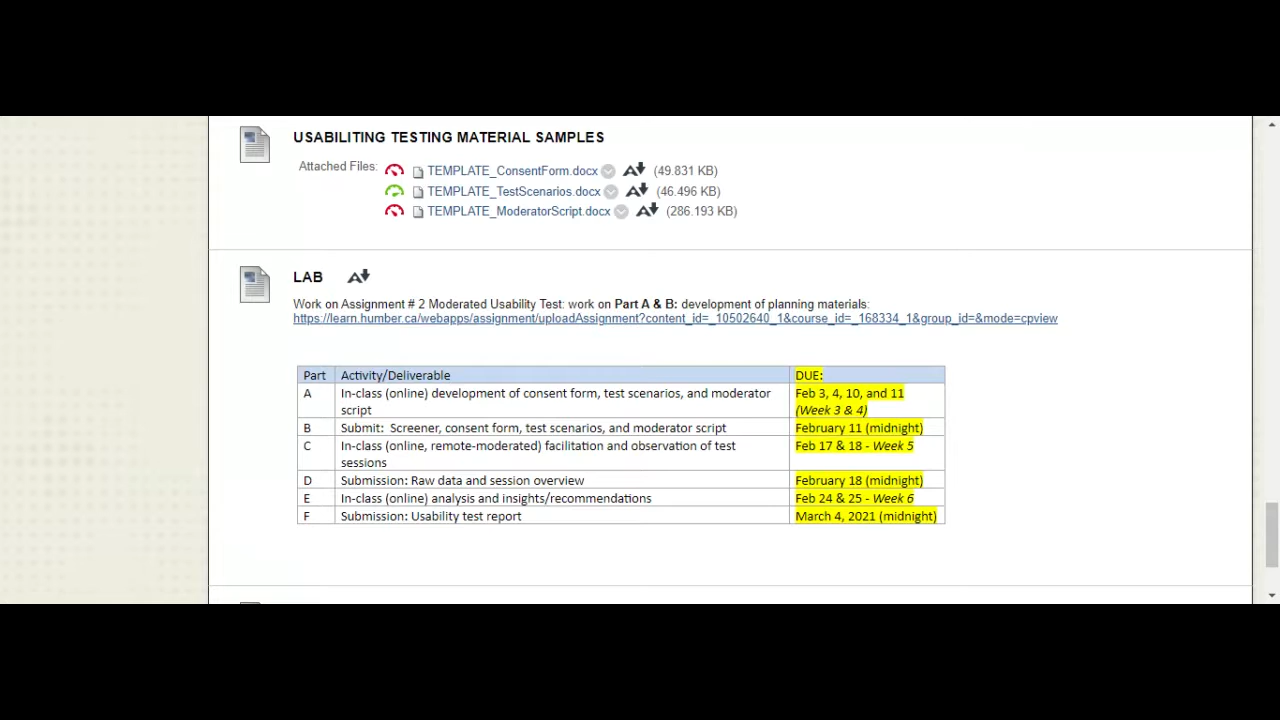 USABILITING TESTING MATERIAL SAMPLES
Attached Files: TEMPLATE_ConsentForm.docx (49.831 KB)
TEMPLATE_TestScenarios.docx (46.496 KB)
TEMPLATE_ModeratorScript.docx (286.193 KB)
LAB
Work on Assignment # 2 Moderated Usability Test: work on Part A & B: development of planning materials:
https://learn.humber.ca/webapps/assignment/uploadAssignment?content_id=_10502640_1&course_id=_168334_1&group_id=&mode=cpview
Part Activity/Deliverable DUE:
A In-class (online) development of consent form, test scenarios, and moderator Feb 3, 4, 10, and 11
script (Week 3 & 4)
B Submit: Screener, consent form, test scenarios, and moderator script February 11 (midnight)
C In-class (online, remote-moderated) facilitation and observation of test Feb 17 & 18 - Week 5
sessions
D Submission: Raw data and session overview February 18 (midnight)
E In-class (online) analysis and insights/recommendations Feb 24 & 25 - Week 6
F Submission: Usability test report March 4, 2021 (midnight)